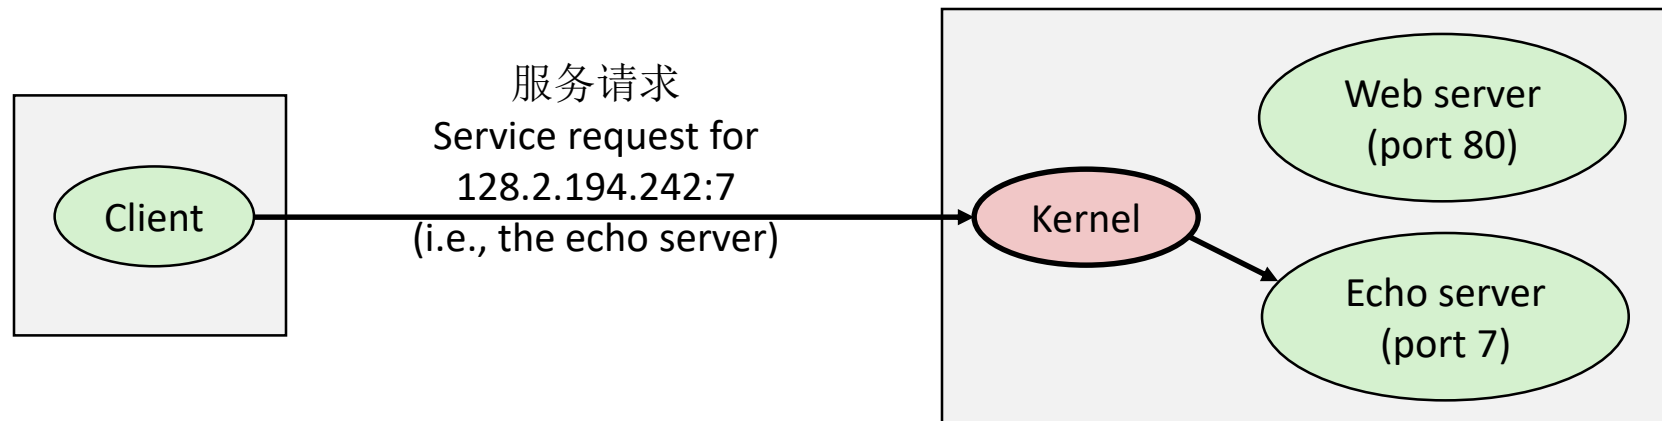 Client
服务请求
Service request for
128.2.194.242:7
(i.e., the echo server)
Kernel
Web server
(port 80)
Echo server
(port 7)